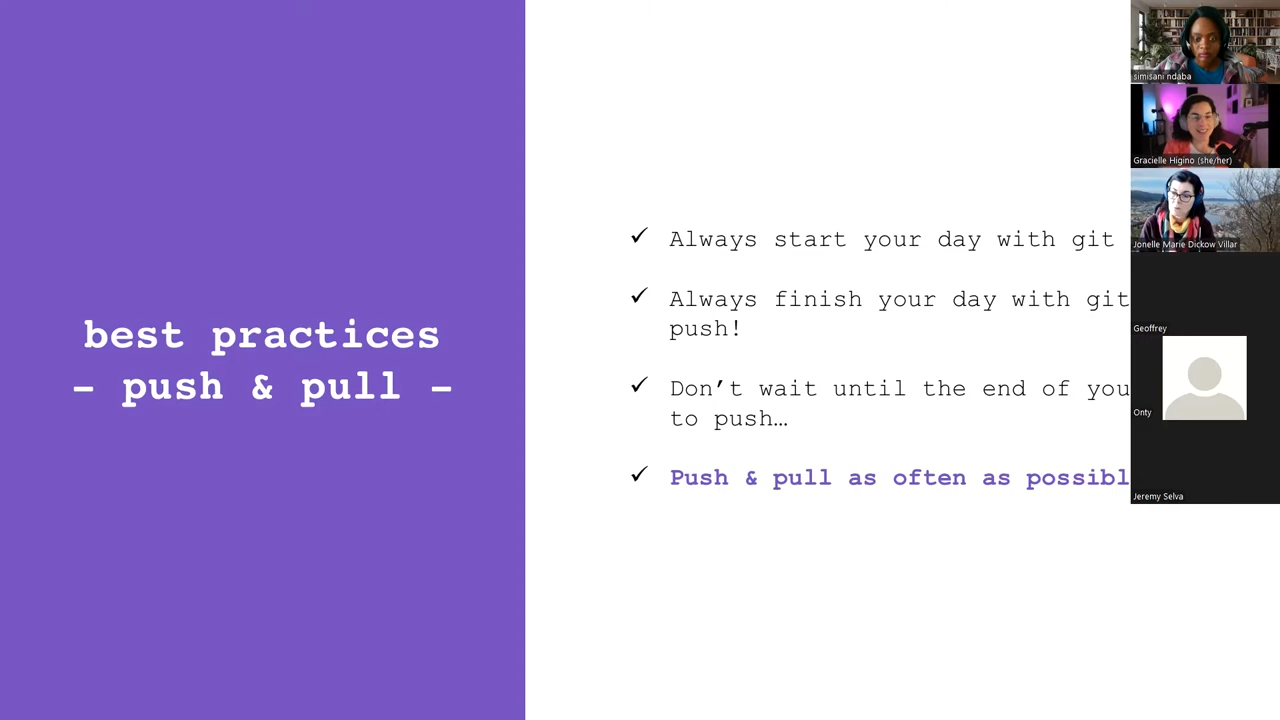 best practices
– push & pull –
✓ Always start your day with git
✓ Always finish your day with git
push!
✓ Don’t wait until the end of you
to push…
✓ Push & pull as often as possibl
simisani ndaba
Gracielle Higino (she/her)
Jonelle Marie Dickow Villar
Geoffrey
Onty
Jeremy Selva